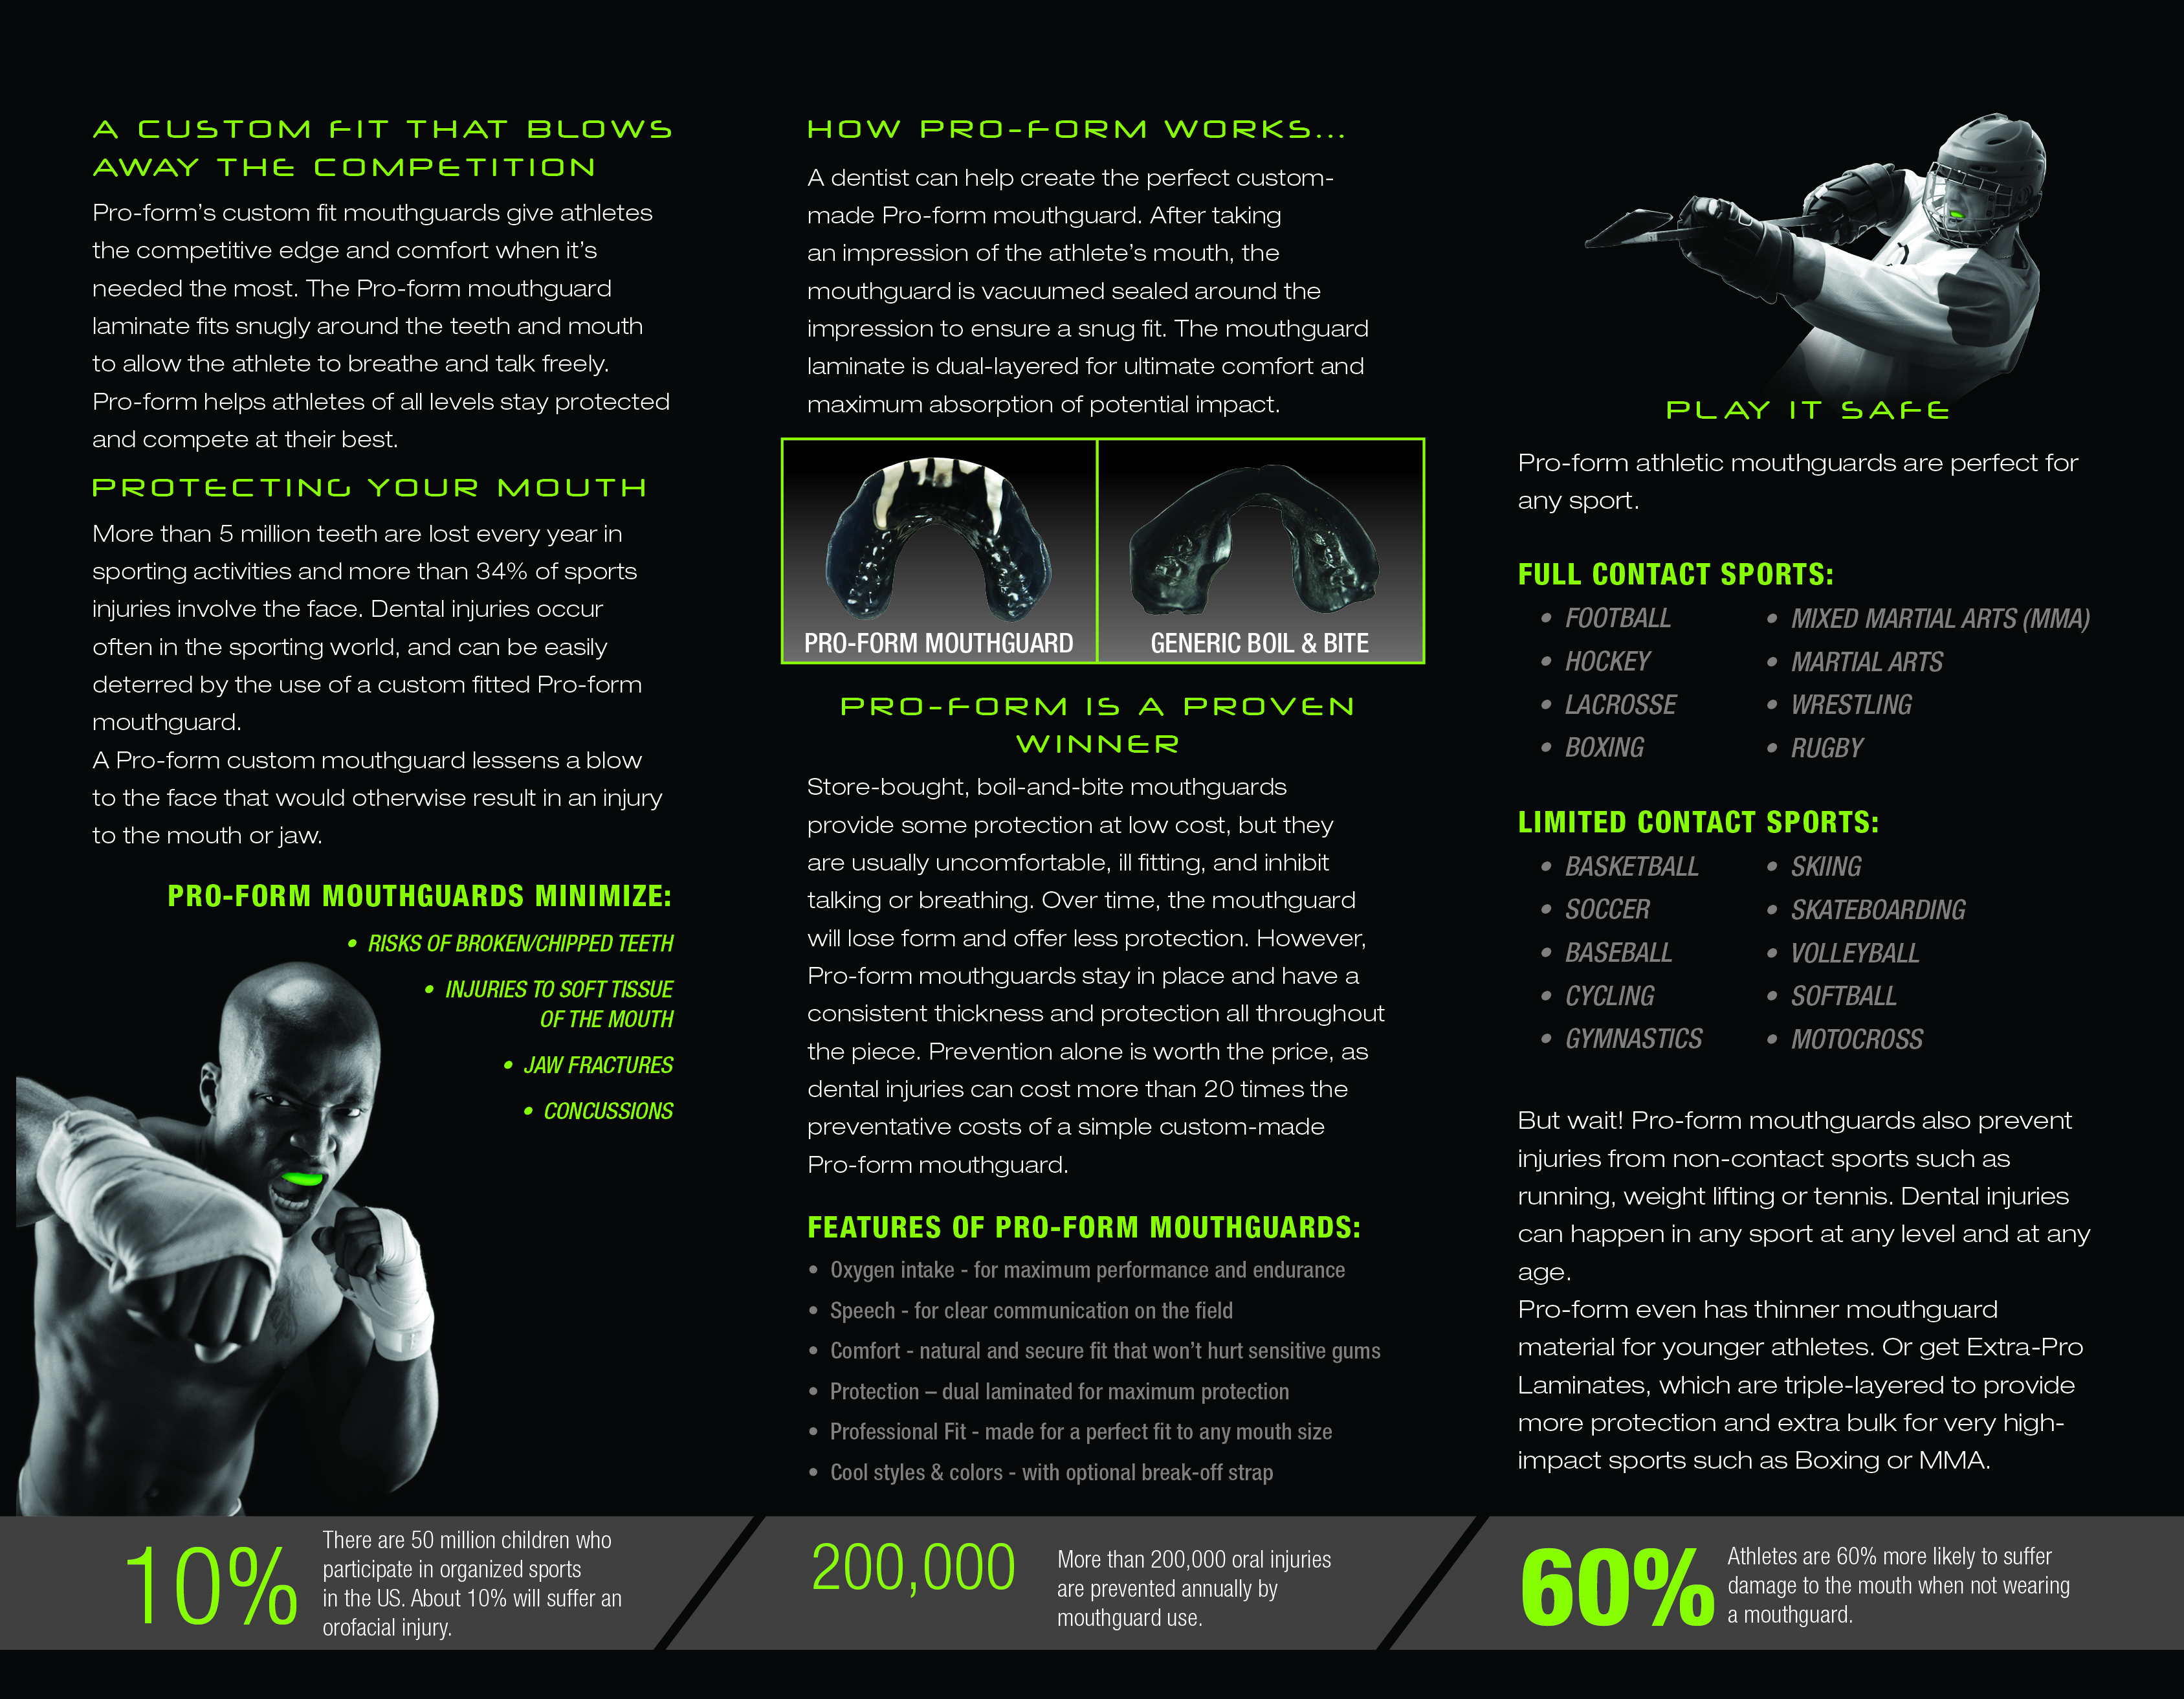 A CUSTOM FIT THAT BLOWS
AWAY THE COMPETITION
Pro-form’s custom fit mouthguards give athletes
the competitive edge and comfort when it’s
needed the most. The Pro-form mouthguard
laminate fits snugly around the teeth and mouth
to allow the athlete to breathe and talk freely.
Pro-form helps athletes of all levels stay protected
and compete at their best.
PROTECTING YOUR MOUTH
More than 5 million teeth are lost every year in
sporting activities and more than 34% of sports
injuries involve the face. Dental injuries occur
often in the sporting world, and can be easily
deterred by the use of a custom fitted Pro-form
mouthguard.
A Pro-form custom mouthguard lessens a blow
to the face that would otherwise result in an injury
to the mouth or jaw.
PRO-FORM MOUTHGUARDS MINIMIZE:
• RISKS OF BROKEN/CHIPPED TEETH
• INJURIES TO SOFT TISSUE
OF THE MOUTH
• JAW FRACTURES
• CONCUSSIONS
HOW PRO-FORM WORKS...
A dentist can help create the perfect custom-
made Pro-form mouthguard. After taking
an impression of the athlete’s mouth, the
mouthguard is vacuumed sealed around the
impression to ensure a snug fit. The mouthguard
laminate is dual-layered for ultimate comfort and
maximum absorption of potential impact.
PRO-FORM MOUTHGUARD
GENERIC BOIL & BITE
PRO-FORM IS A PROVEN
WINNER
Store-bought, boil-and-bite mouthguards
provide some protection at low cost, but they
are usually uncomfortable, ill fitting, and inhibit
talking or breathing. Over time, the mouthguard
will lose form and offer less protection. However,
Pro-form mouthguards stay in place and have a
consistent thickness and protection all throughout
the piece. Prevention alone is worth the price, as
dental injuries can cost more than 20 times the
preventative costs of a simple custom-made
Pro-form mouthguard.
FEATURES OF PRO-FORM MOUTHGUARDS:
• Oxygen intake - for maximum performance and endurance
• Speech - for clear communication on the field
• Comfort - natural and secure fit that won’t hurt sensitive gums
• Protection – dual laminated for maximum protection
• Professional Fit - made for a perfect fit to any mouth size
• Cool styles & colors - with optional break-off strap
PLAY IT SAFE
Pro-form athletic mouthguards are perfect for
any sport.
FULL CONTACT SPORTS:
• FOOTBALL
• HOCKEY
• LACROSSE
• BOXING
• MIXED MARTIAL ARTS (MMA)
• MARTIAL ARTS
• WRESTLING
• RUGBY
LIMITED CONTACT SPORTS:
• BASKETBALL
• SOCCER
• BASEBALL
• CYCLING
• GYMNASTICS
• SKIING
• SKATEBOARDING
• VOLLEYBALL
• SOFTBALL
• MOTOCROSS
But wait! Pro-form mouthguards also prevent
injuries from non-contact sports such as
running, weight lifting or tennis. Dental injuries
can happen in any sport at any level and at any
age.
Pro-form even has thinner mouthguard
material for younger athletes. Or get Extra-Pro
Laminates, which are triple-layered to provide
more protection and extra bulk for very high-
impact sports such as Boxing or MMA.
10%
There are 50 million children who
participate in organized sports
in the US. About 10% will suffer an
orofacial injury.
200,000
More than 200,000 oral injuries
are prevented annually by
mouthguard use.
60%
Athletes are 60% more likely to suffer
damage to the mouth when not wearing
a mouthguard.